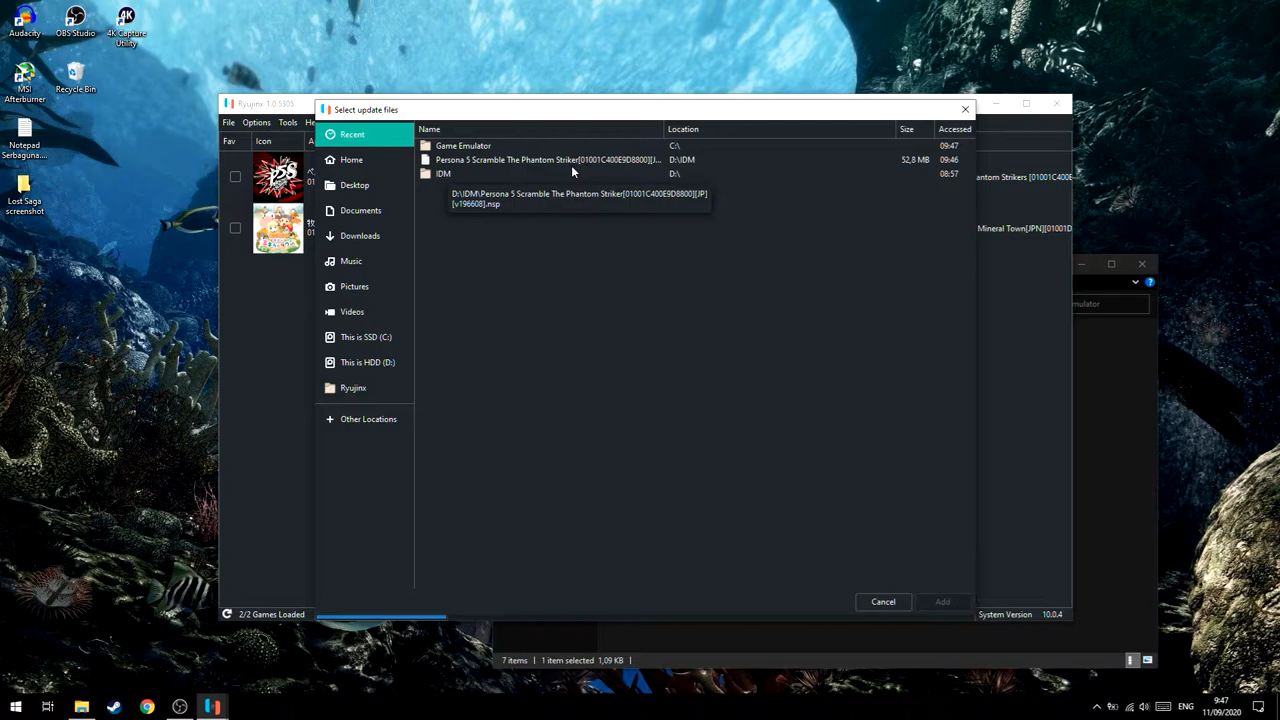 Audacity
OBS Studio
4K Capture
Utility
MSI
Afterburner
Recycle Bin
Notepad
Serbaguna...
Lost Saga
screenshot
Ryujinx 1.0.5305
File Options Tools He
Fav Icon A
01
01
antom Strikers [01001C400E
Mineral Town[JPN][01001D
2/2 Games Loaded
System Version 10.0.4
Select update files
Recent
Home
Desktop
Documents
Downloads
Music
Pictures
Videos
This is SSD (C:)
This is HDD (D:)
Ryujinx
Other Locations
Name Location Size Accessed
Game Emulator C:\ 09:47
Persona 5 Scramble The Phantom Striker[01001C400E9D8800][J... D:\IDM 52,8 MB 09:46
IDM D:\ 08:57
D:\IDM\Persona 5 Scramble The Phantom Striker[01001C400E9D8800][JP]
[v196608].nsp
Cancel Add
mulator
7 items 1 item selected 1,09 KB
ENG
9:47
11/09/2020